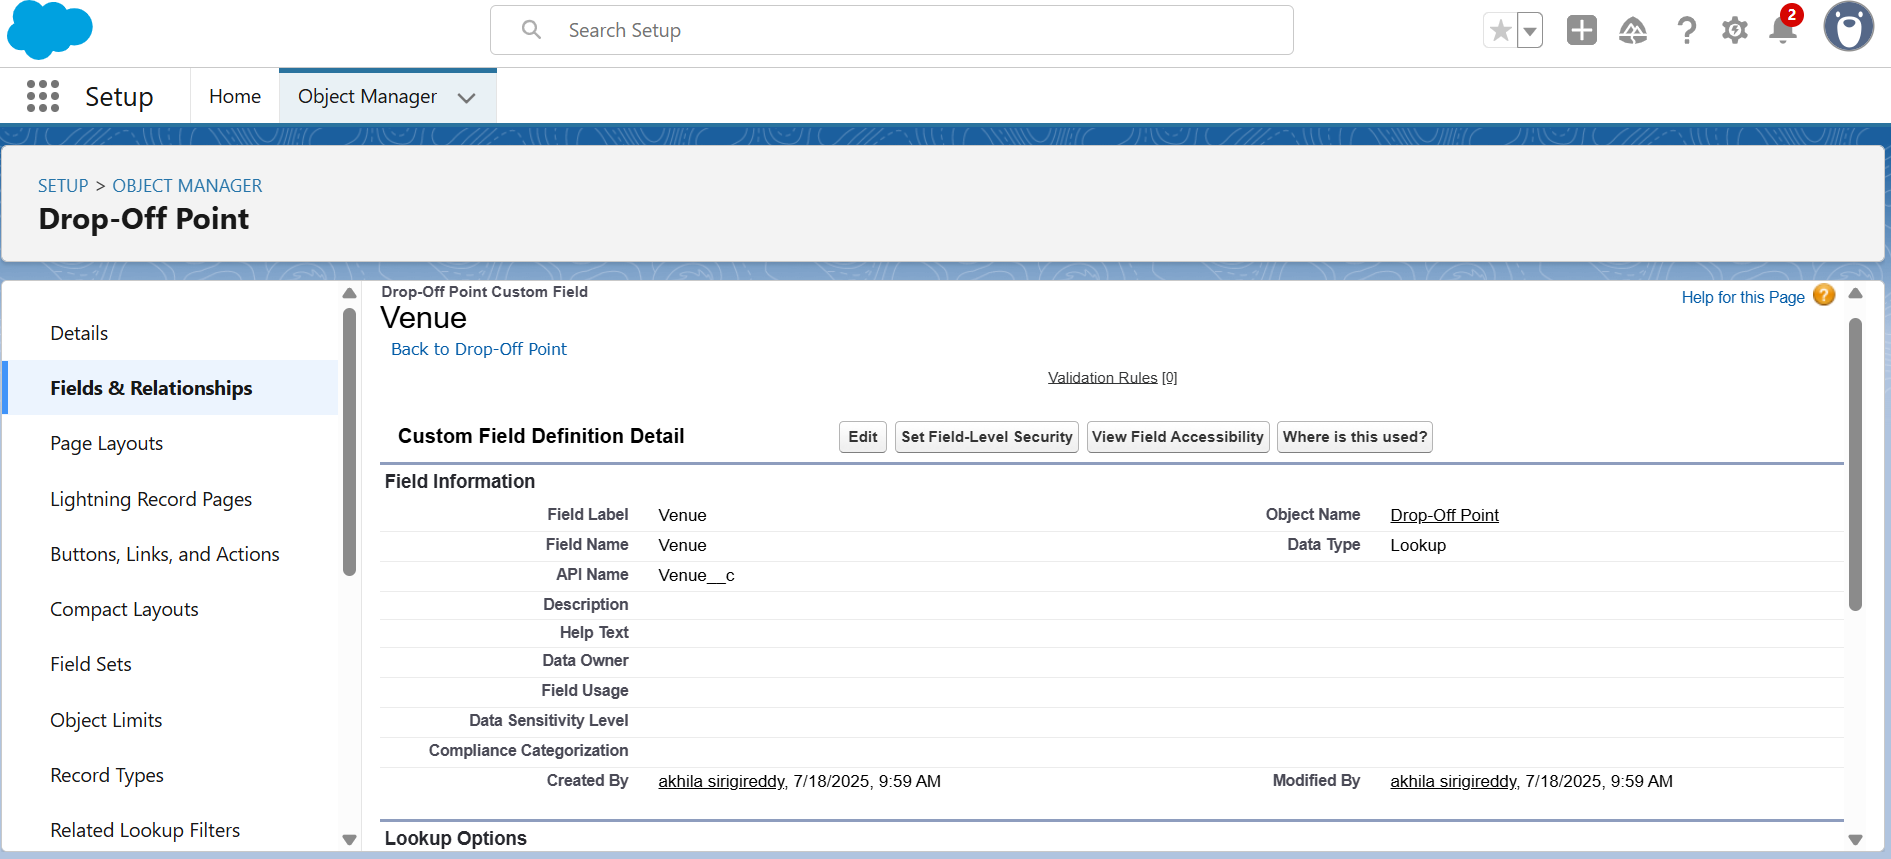 Search Setup
2
Setup
Home
Object Manager
SETUP > OBJECT MANAGER
Drop-Off Point
Details
Fields & Relationships
Page Layouts
Lightning Record Pages
Buttons, Links, and Actions
Compact Layouts
Field Sets
Object Limits
Record Types
Related Lookup Filters
Drop-Off Point Custom Field
Venue
Help for this Page ?
Back to Drop-Off Point
Validation Rules [0]
Custom Field Definition Detail
Edit Set Field-Level Security View Field Accessibility Where is this used?
Field Information
Field Label Venue Object Name Drop-Off Point
Field Name Venue Data Type Lookup
API Name Venue__c
Description
Help Text
Data Owner
Field Usage
Data Sensitivity Level
Compliance Categorization
Created By akhila sirigireddy, 7/18/2025, 9:59 AM Modified By akhila sirigireddy, 7/18/2025, 9:59 AM
Lookup Options